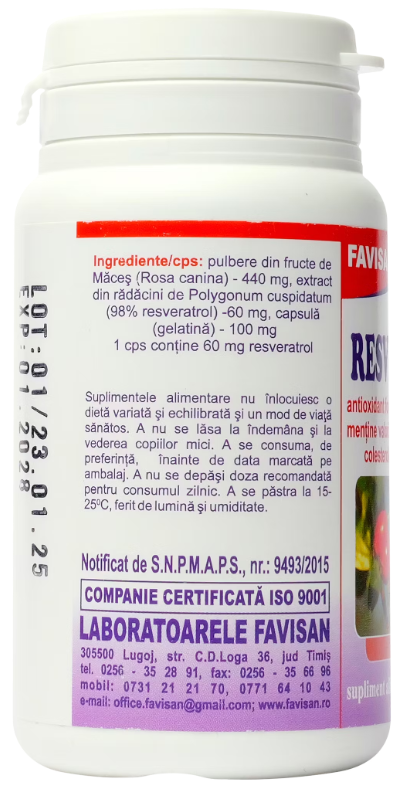 Ingrediente/cps: pulbere din fructe de
Măceş (Rosa canina) - 440 mg, extract
din rădăcini de Polygonum cuspidatum
(98% resveratrol) -60 mg, capsulă
(gelatină) - 100 mg
1 cps conţine 60 mg resveratrol
Suplimentele alimentare nu înlocuiesc o
dietă variată şi echilibrată şi un mod de viaţă
sănătos. A nu se lăsa la îndemâna şi la
vederea copiilor mici. A se consuma, de
preferinţă, înainte de data marcată pe
ambalaj. A nu se depăşi doza recomandată
pentru consumul zilnic. A se păstra la 15-
25⁰C, ferit de lumină şi umiditate.
Notificat de S.N.P.M.A.P.S., nr.: 9493/2015
COMPANIE CERTIFICATĂ ISO 9001
LABORATOARELE FAVISAN
305500 Lugoj, str. C.D.Loga 36, jud Timiş
tel. 0256 - 35 28 91, fax: 0256 - 35 66 96
mobil: 0731 21 21 70, 0771 64 10 43
e-mail: office.favisan@gmail.com; www.favisan.ro
LOT:01/23.01.25
EXP:01.2028
FAVISA
RESV
antioxidant
menţine
coleste
supliment